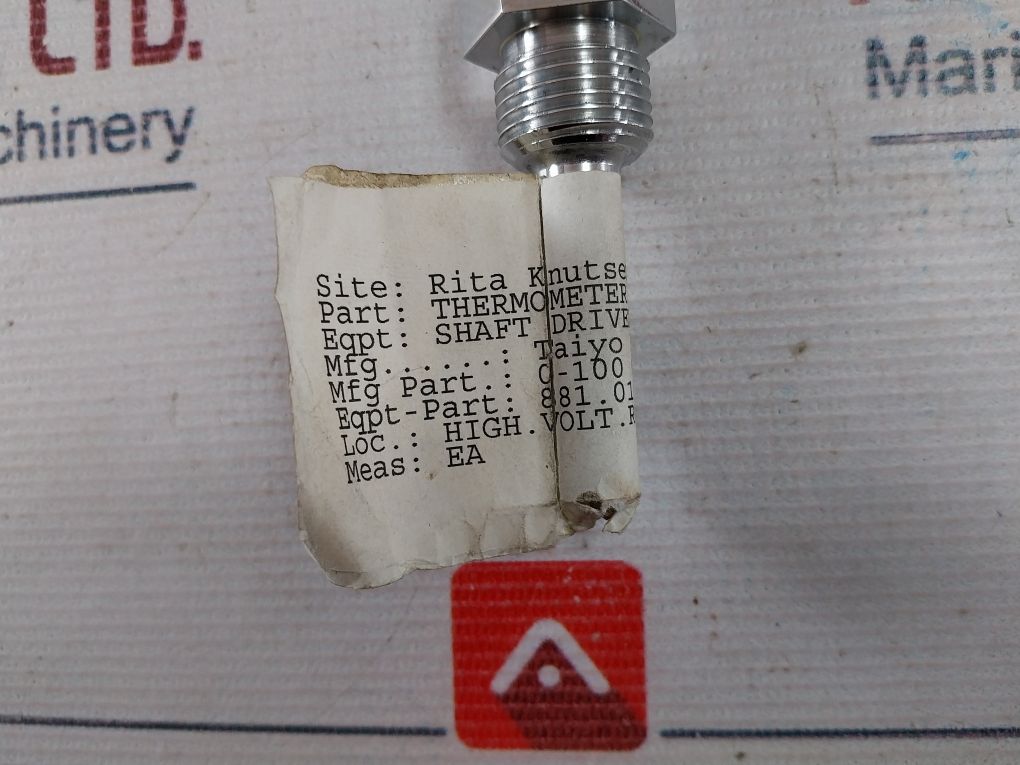 LTD.
chinery
Mari
Site: Rita Knutse
Part: THERMOMETER
Eqpt: SHAFT DRIVE
Mfg.......: Taiyo
Mfg Part.: C-100
Eqpt-Part: 881.01
Loc.: HIGH.VOLT.R
Meas: EA